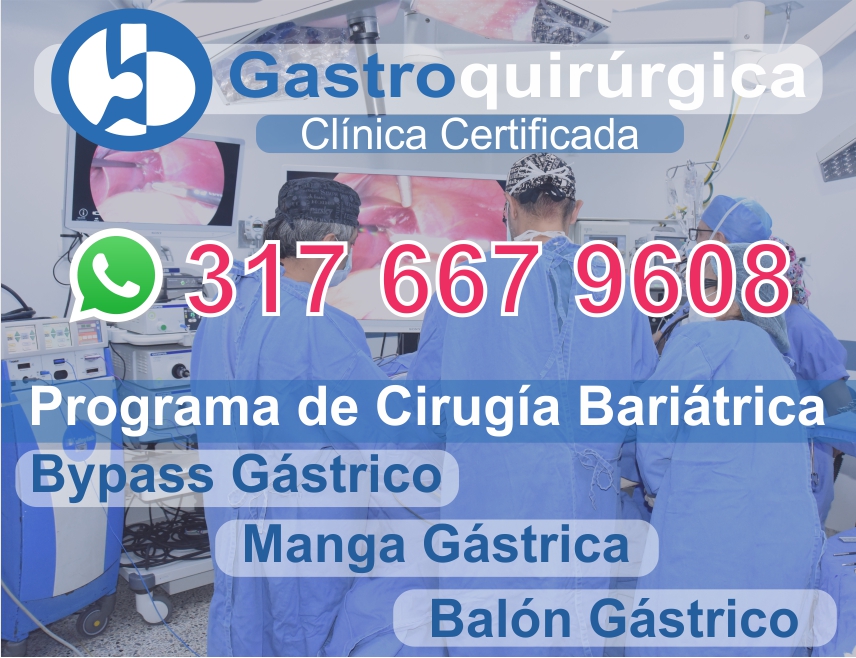 Gastroquirúrgica
Clínica Certificada
317 667 9608
Programa de Cirugía Bariátrica
Bypass Gástrico
Manga Gástrica
Balón Gástrico